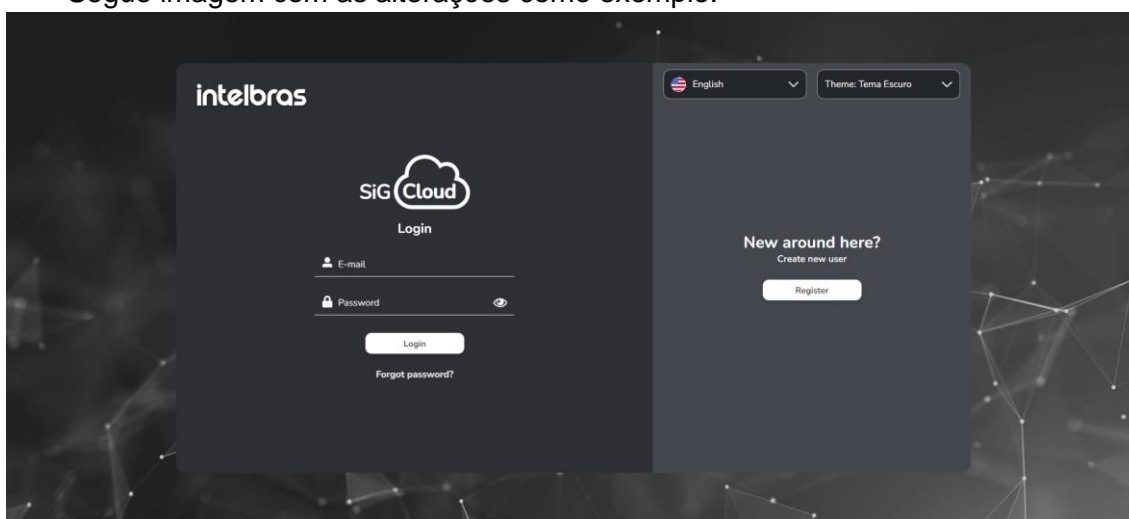 Segue imagem com as alterações como exemplo:
intelbras
English
Theme: Tema Escuro
SiG Cloud
Login
E-mail
Password
Login
Forgot password?
New around here?
Create new user
Register